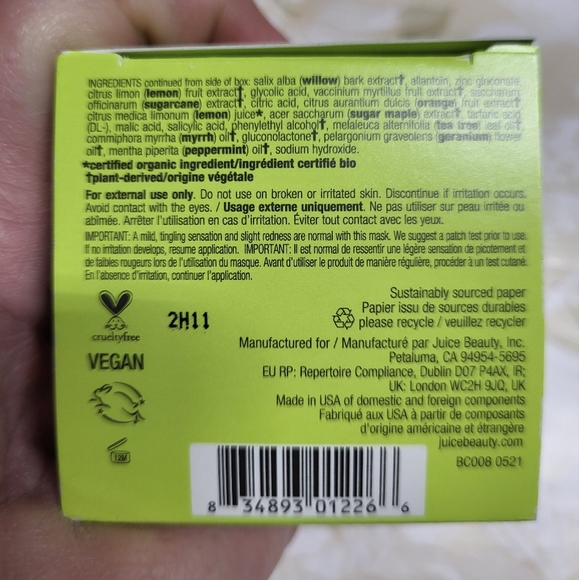 INGREDIENTS continued from side of box: salix alba (willow) bark extract†, allantoin, zinc gluconate,
citrus limon (lemon) fruit extract†, glycolic acid, vaccinium myrtillus fruit extract†, saccharum
officinarum (sugarcane) extract†, citric acid, citrus aurantium dulcis (orange) fruit extract†
citrus medica limonum (lemon) juice*, acer saccharum (sugar maple) extract†, tartaric acid
(DL-), malic acid, salicylic acid, phenylethyl alcohol†, melaleuca alternifolia (tea tree) leaf oil†,
commiphora myrrha (myrrh) oil†, gluconolactone†, pelargonium graveolens (geranium) flower
oil†, mentha piperita (peppermint) oil†, sodium hydroxide.
*certified organic ingredient/ingrédient certifié bio
†plant-derived/origine végétale
For external use only. Do not use on broken or irritated skin. Discontinue if irritation occurs.
Avoid contact with the eyes. / Usage externe uniquement. Ne pas utiliser sur peau irritée ou
abîmée. Arrêter l'utilisation en cas d'irritation. Éviter tout contact avec les yeux.
IMPORTANT: A mild, tingling sensation and slight redness are normal with this mask. We suggest a patch test prior to use.
If no irritation develops, resume application. IMPORTANT: Il est normal de ressentir une légère sensation de picotement et
de faibles rougeurs lors de l'utilisation du masque. Avant d'utiliser le produit de manière régulière, procéder à un test cutané.
En l'absence d'irritation, continuer l'application.
crueltyfree
2H11
VEGAN
12M
Sustainably sourced paper
Papier issu de sources durables
please recycle / veuillez recycler
Manufactured for / Manufacturé par Juice Beauty, Inc.
Petaluma, CA 94954-5695
EU RP: Repertoire Compliance, Dublin D07 P4AX, IR;
UK: London WC2H 9JQ, UK
Made in USA of domestic and foreign components
Fabriqué aux USA à partir de composants
d'origine américaine et étrangère
juicebeauty.com
BC008 0521
8 34893 01226 6